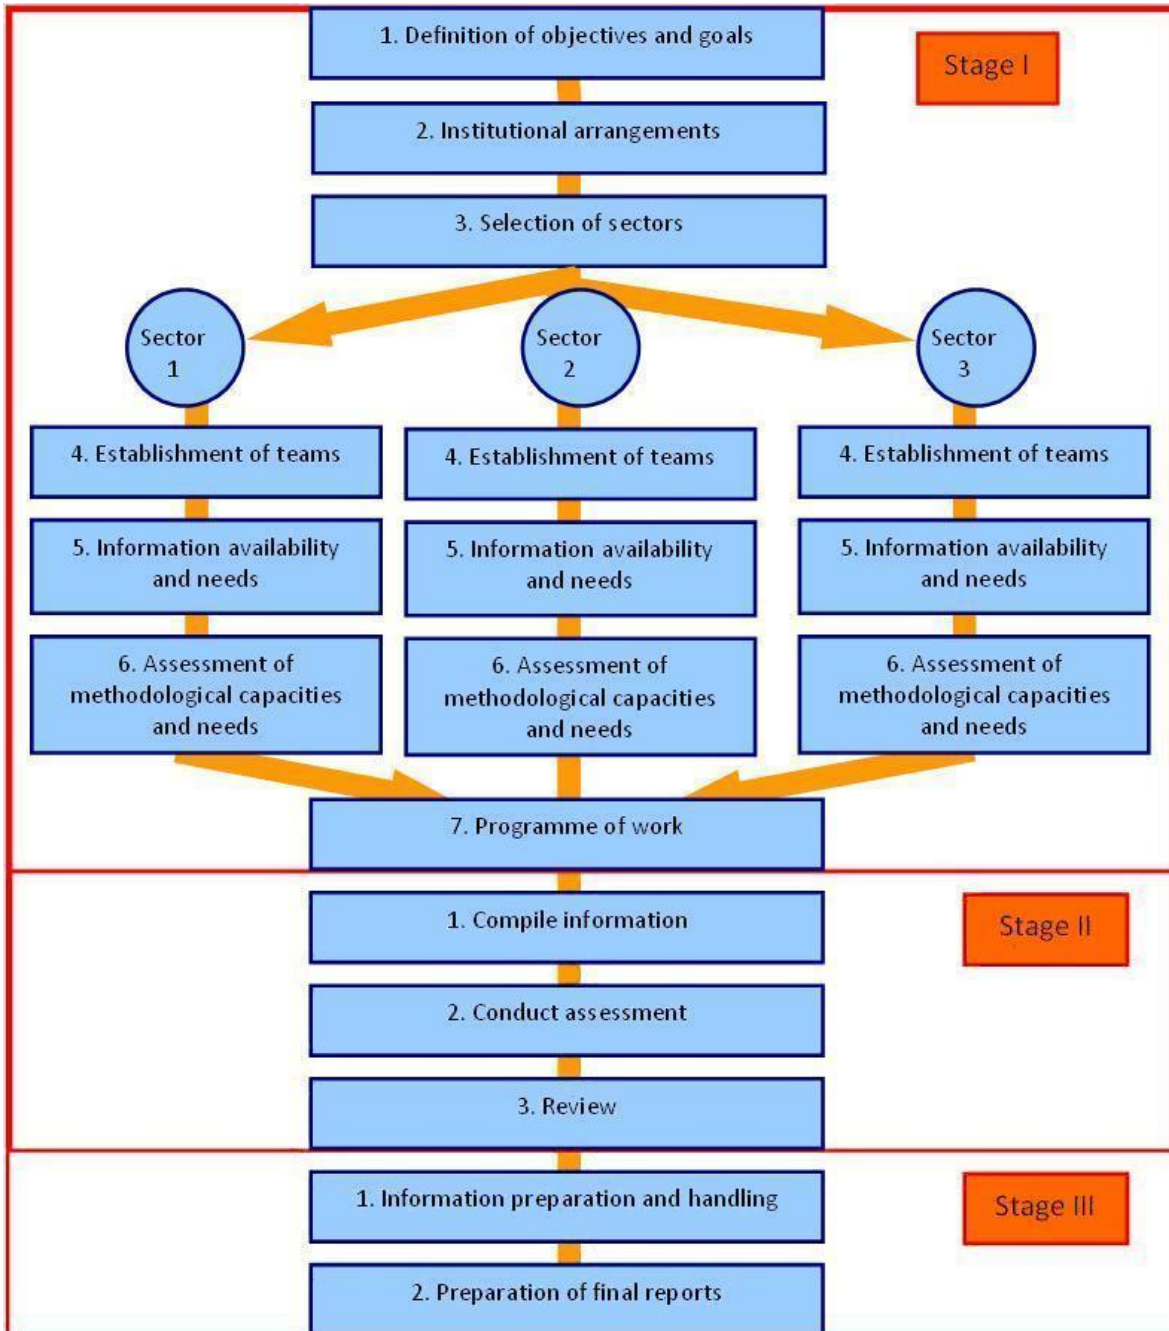 1. Definition of objectives and goals
Stage I
2. Institutional arrangements
3. Selection of sectors
Sector
1
Sector
2
Sector
3
4. Establishment of teams
4. Establishment of teams
4. Establishment of teams
5. Information availability
and needs
5. Information availability
and needs
5. Information availability
and needs
6. Assessment of
methodological capacities
and needs
6. Assessment of
methodological capacities
and needs
6. Assessment of
methodological capacities
and needs
7. Programme of work
1. Compile information
Stage II
2. Conduct assessment
3. Review
1. Information preparation and handling
Stage III
2. Preparation of final reports